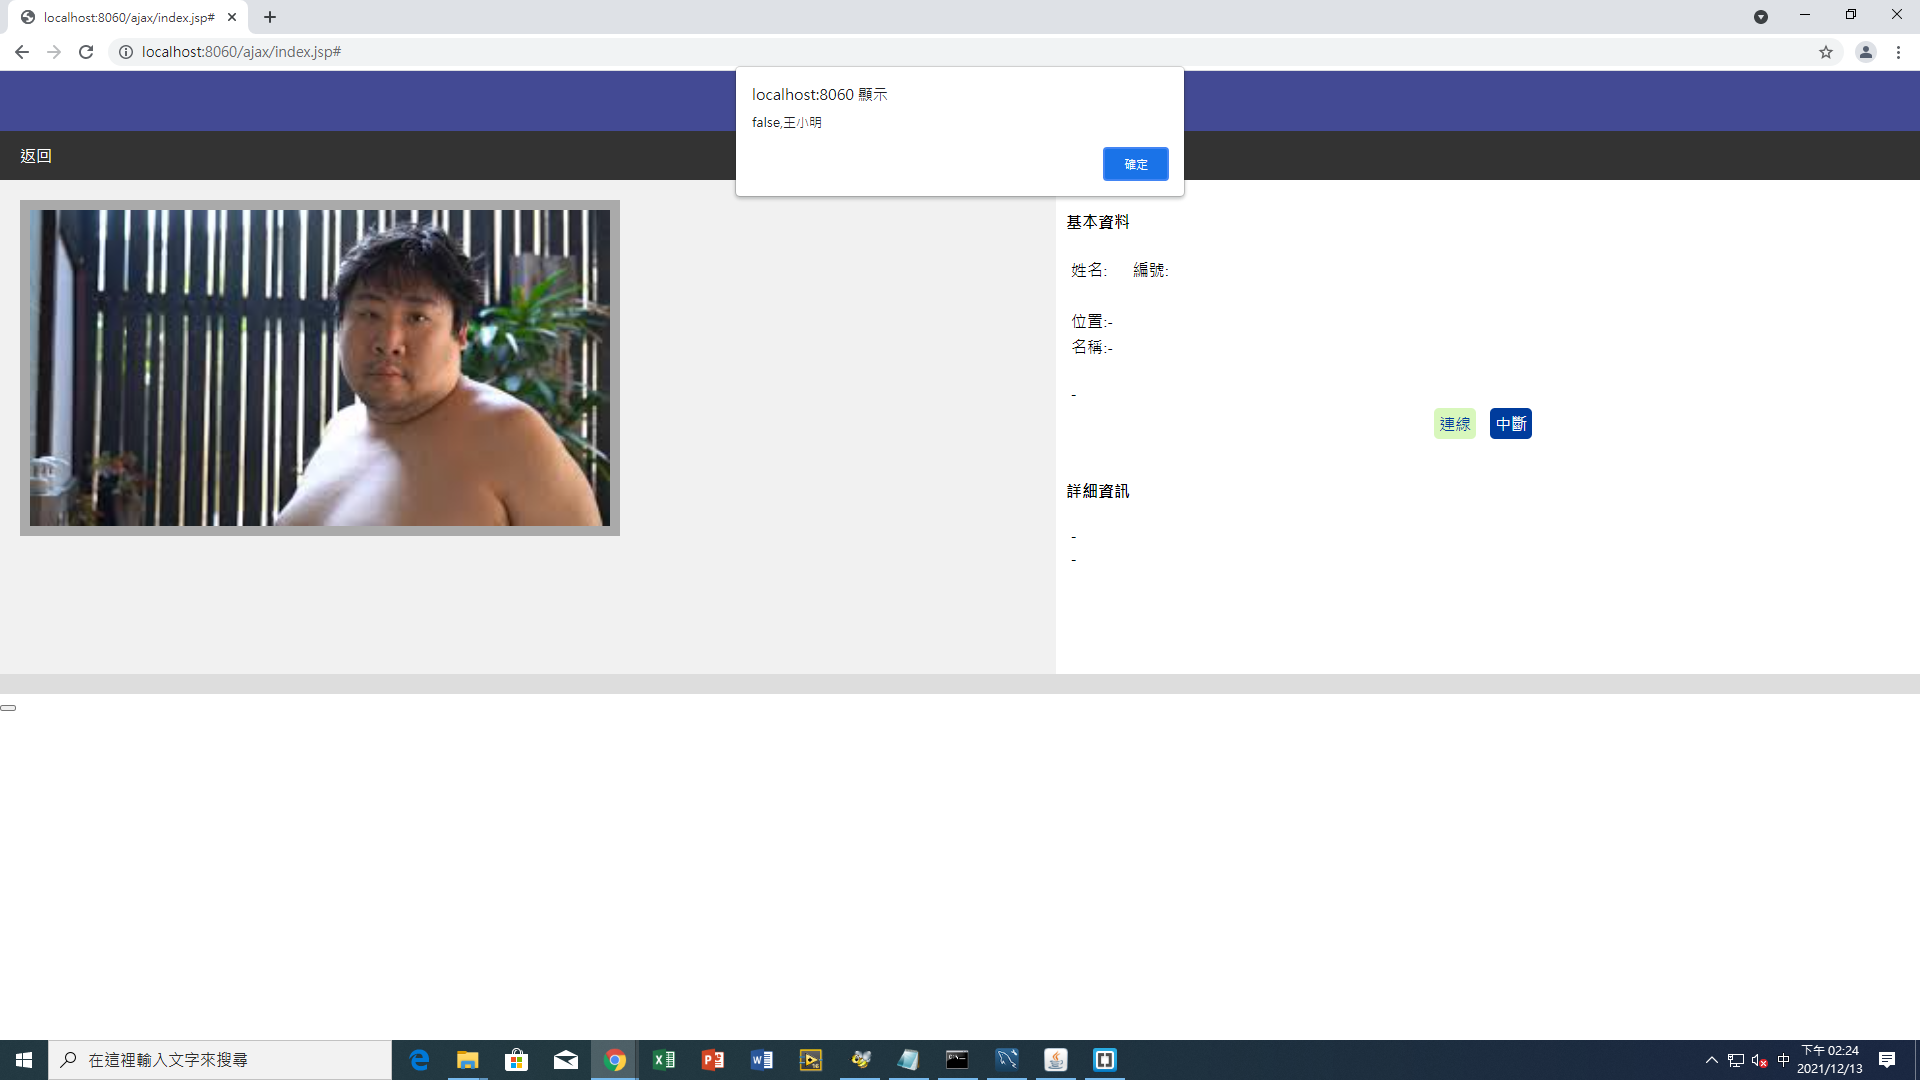 localhost:8060/ajax/index.jsp#
localhost:8060/ajax/index.jsp#
localhost:8060 顯示
false,王小明
確定
返回
基本資料
姓名: 編號:
位置:-
名稱:-
-
連線 中斷
詳細資訊
-
-
在這裡輸入文字來搜尋
中
下午 02:24
2021/12/13